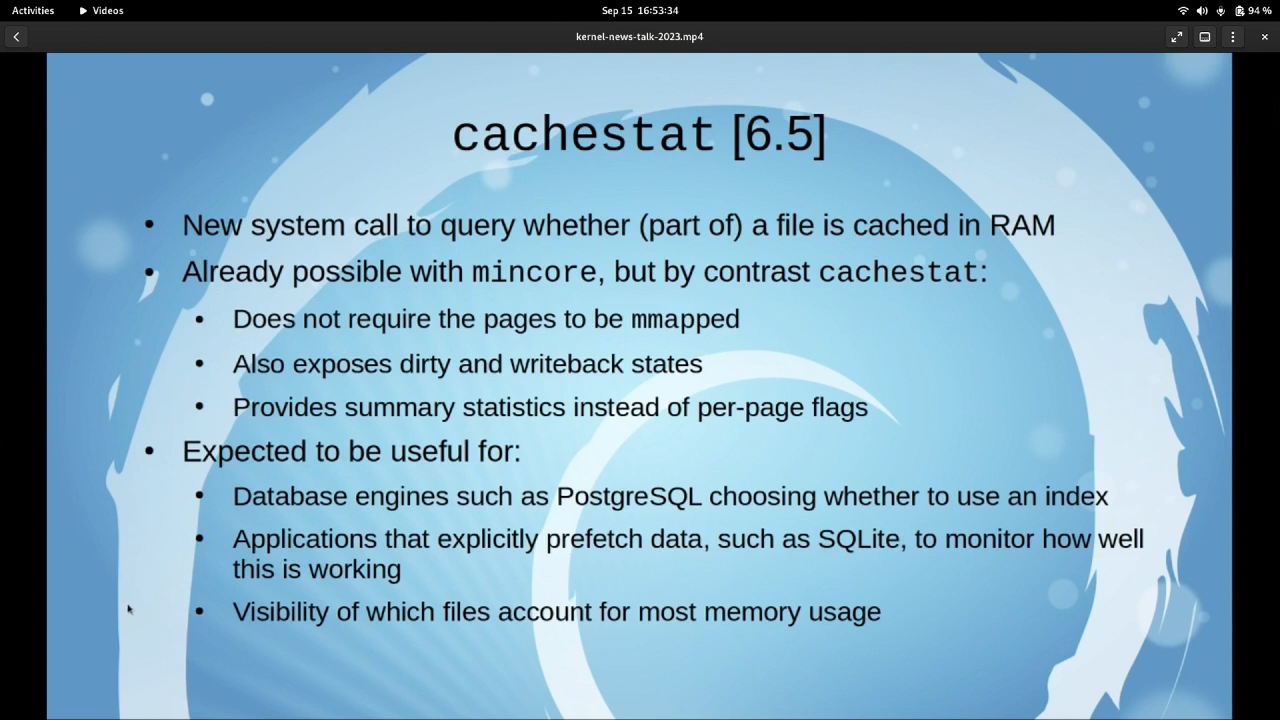 Activities
Videos
Sep 15 16:53:34
94 %
kernel-news-talk-2023.mp4
cachestat [6.5]
• New system call to query whether (part of) a file is cached in RAM
• Already possible with mincore, but by contrast cachestat:
• Does not require the pages to be mmapped
• Also exposes dirty and writeback states
• Provides summary statistics instead of per-page flags
• Expected to be useful for:
• Database engines such as PostgreSQL choosing whether to use an index
• Applications that explicitly prefetch data, such as SQLite, to monitor how well
this is working
• Visibility of which files account for most memory usage